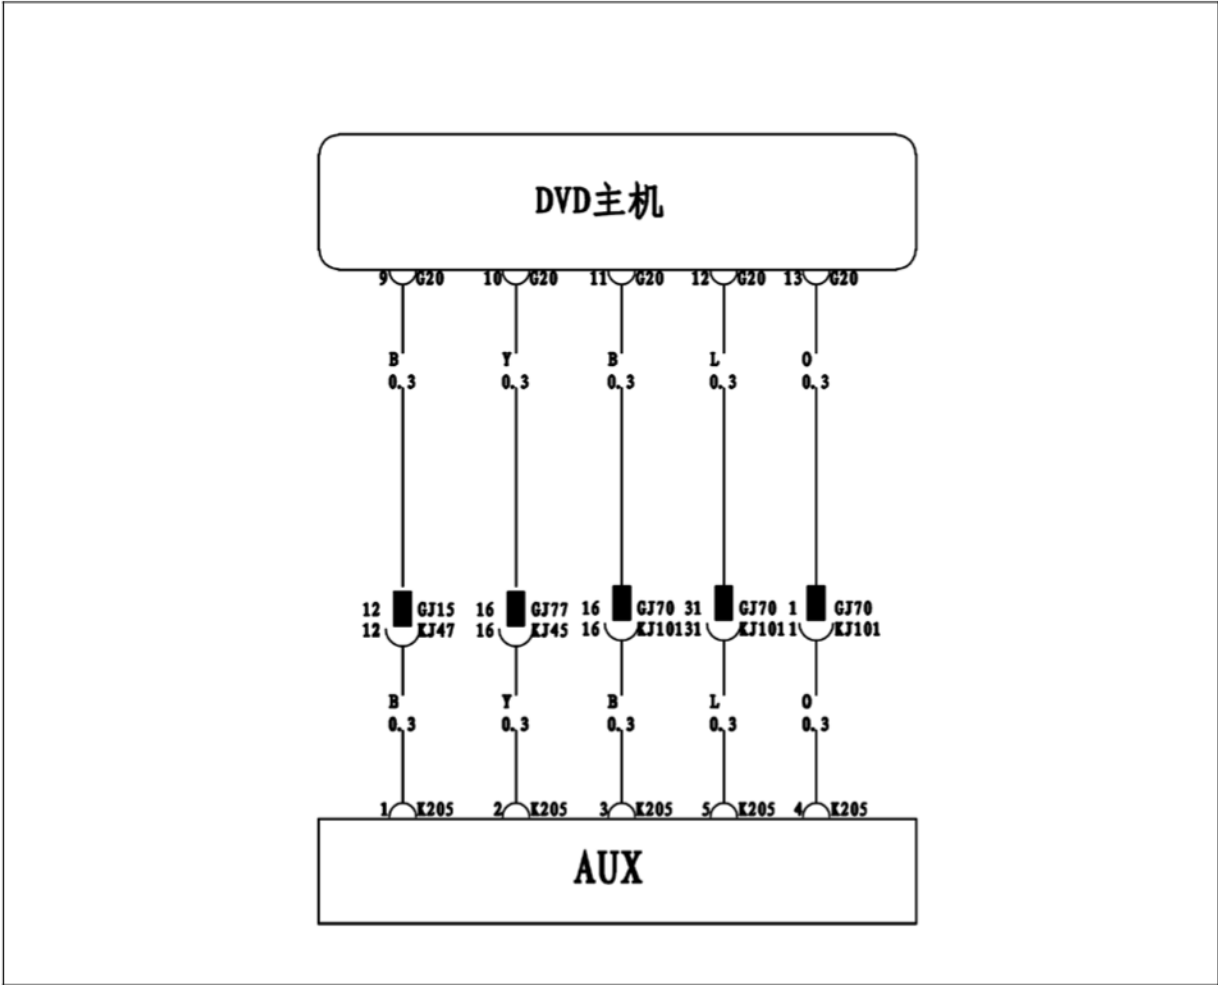 DVD主机
9 G20 10 G20 11 G20 12 G20 13 G20
B Y B L O
0.3 0.3 0.3 0.3 0.3
12 GJ15 16 GJ77 16 GJ70 31 GJ70 1 GJ70
12 KJ47 16 KJ45 16 KJ101 31 KJ101 1 KJ101
B Y B L O
0.3 0.3 0.3 0.3 0.3
1 K205 2 K205 3 K205 5 K205 4 K205
AUX